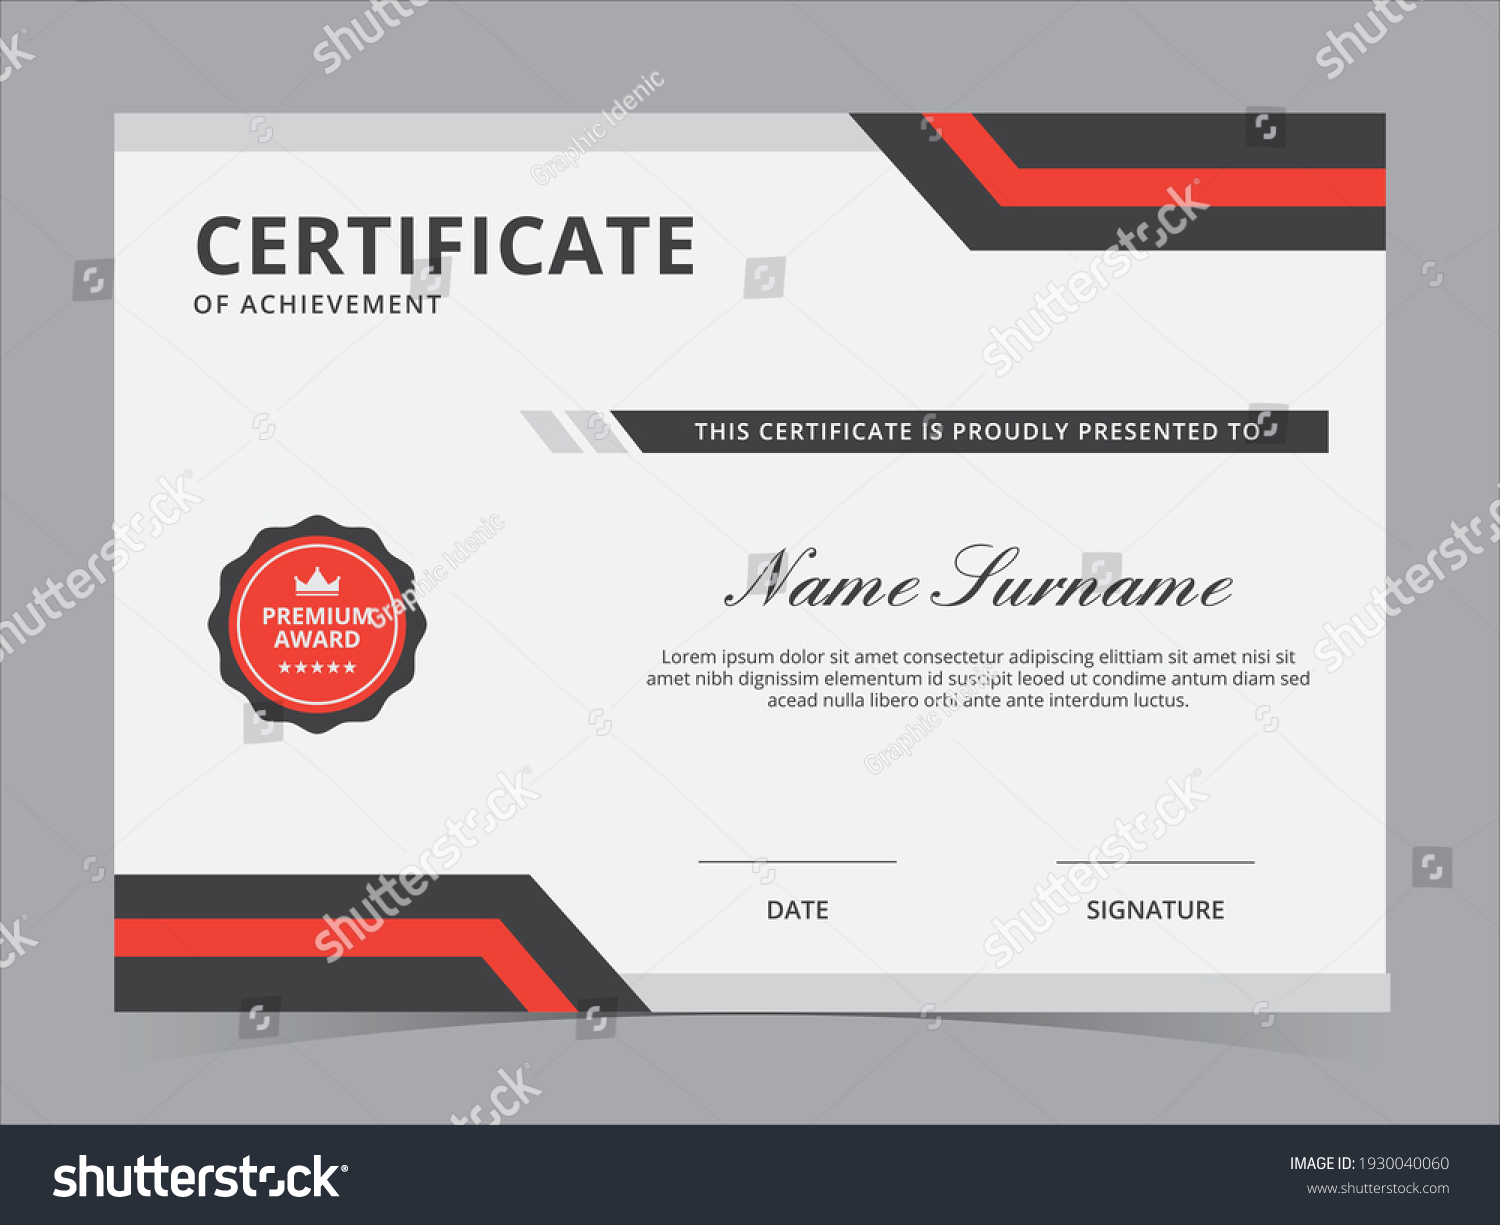 CERTIFICATE
OF ACHIEVEMENT
THIS CERTIFICATE IS PROUDLY PRESENTED TO
PREMIUM
AWARD
Name Surname
Lorem ipsum dolor sit amet consectetur adipiscing elittiam sit amet nisi sit
amet nibh dignissim elementum id suscipit leoed ut condime antum diam sed
acead nulla libero orbi ante ante interdum luctus.
DATE
SIGNATURE
shutterstock
Graphic Idenic
shutterstock
IMAGE ID: 1930040060
www.shutterstock.com